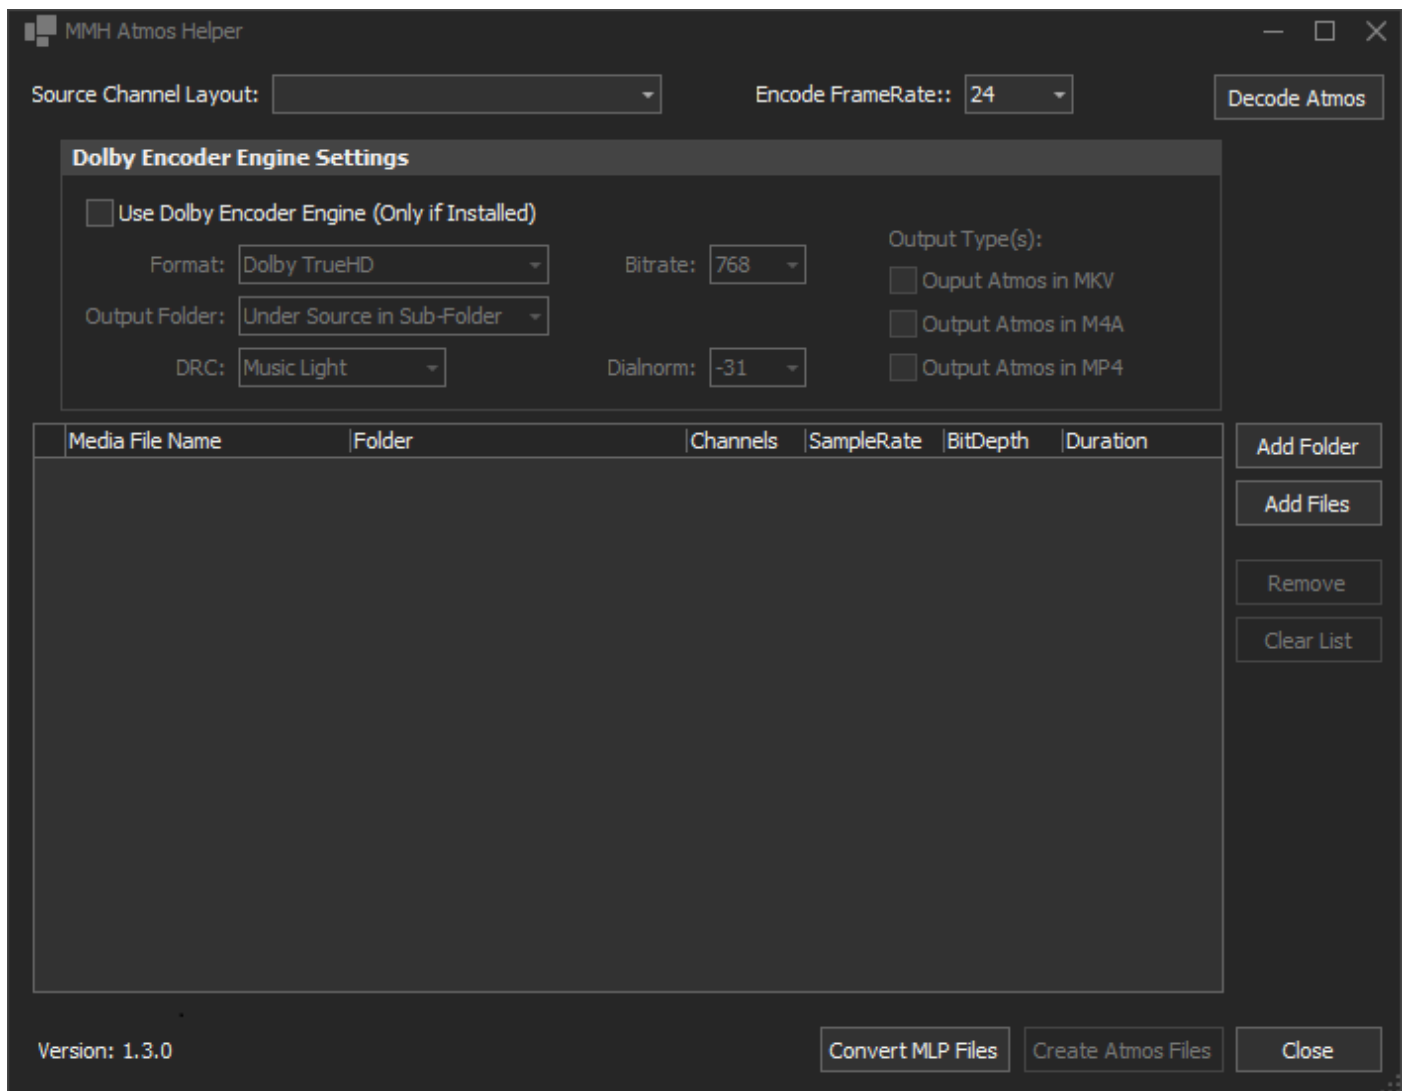 MMH Atmos Helper
Source Channel Layout: Encode FrameRate:: 24 Decode Atmos
Dolby Encoder Engine Settings
Use Dolby Encoder Engine (Only if Installed)
Output Type(s):
Format: Dolby TrueHD Bitrate: 768
Ouput Atmos in MKV
Output Folder: Under Source in Sub-Folder
Output Atmos in M4A
DRC: Music Light Dialnorm: -31 Output Atmos in MP4
Media File Name Folder Channels SampleRate BitDepth Duration
Add Folder
Add Files
Remove
Clear List
Version: 1.3.0 Convert MLP Files Create Atmos Files Close